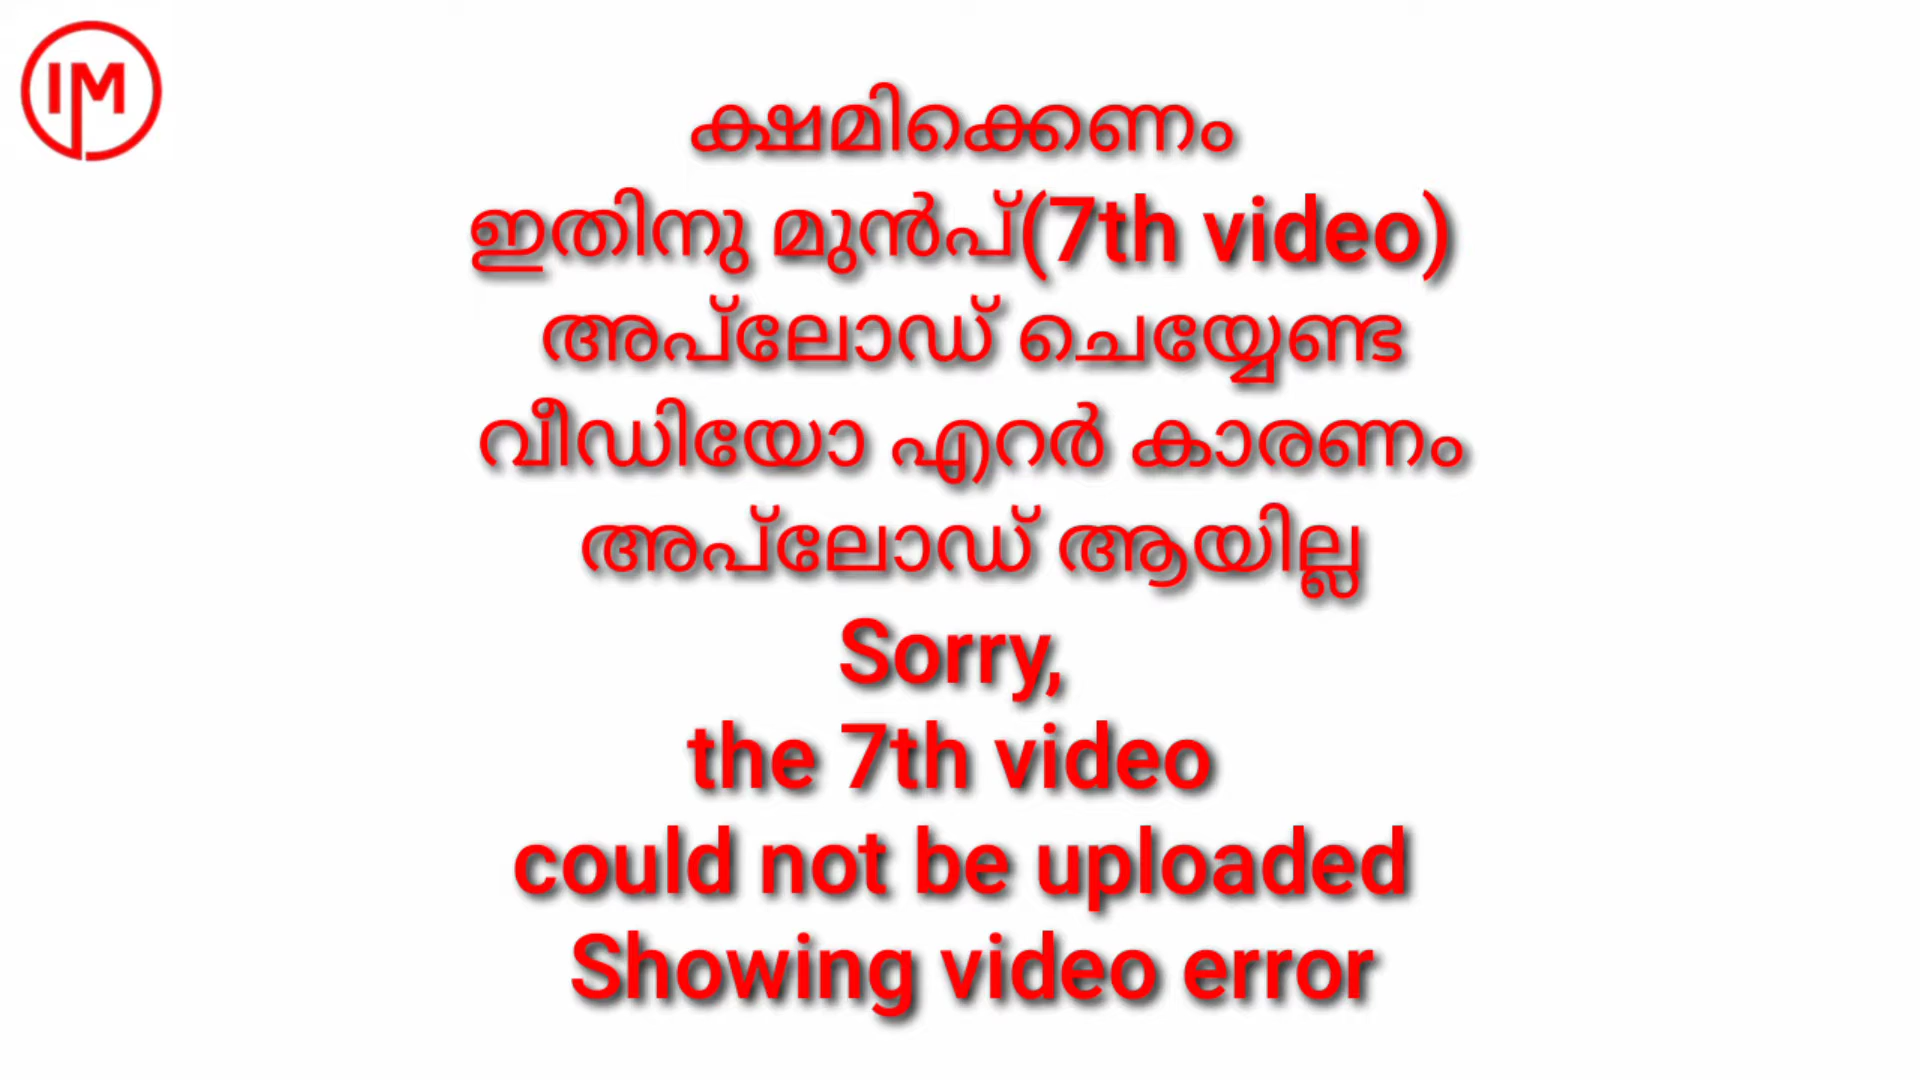 IM
ക്ഷമിക്കെണം
ഇതിനു മുൻപ്(7th video)
അപ്ലോഡ് ചെയ്യേണ്ട
വീഡിയോ എറർ കാരണം
അപ്ലോഡ് ആയില്ല
Sorry,
the 7th video
could not be uploaded
Showing video error